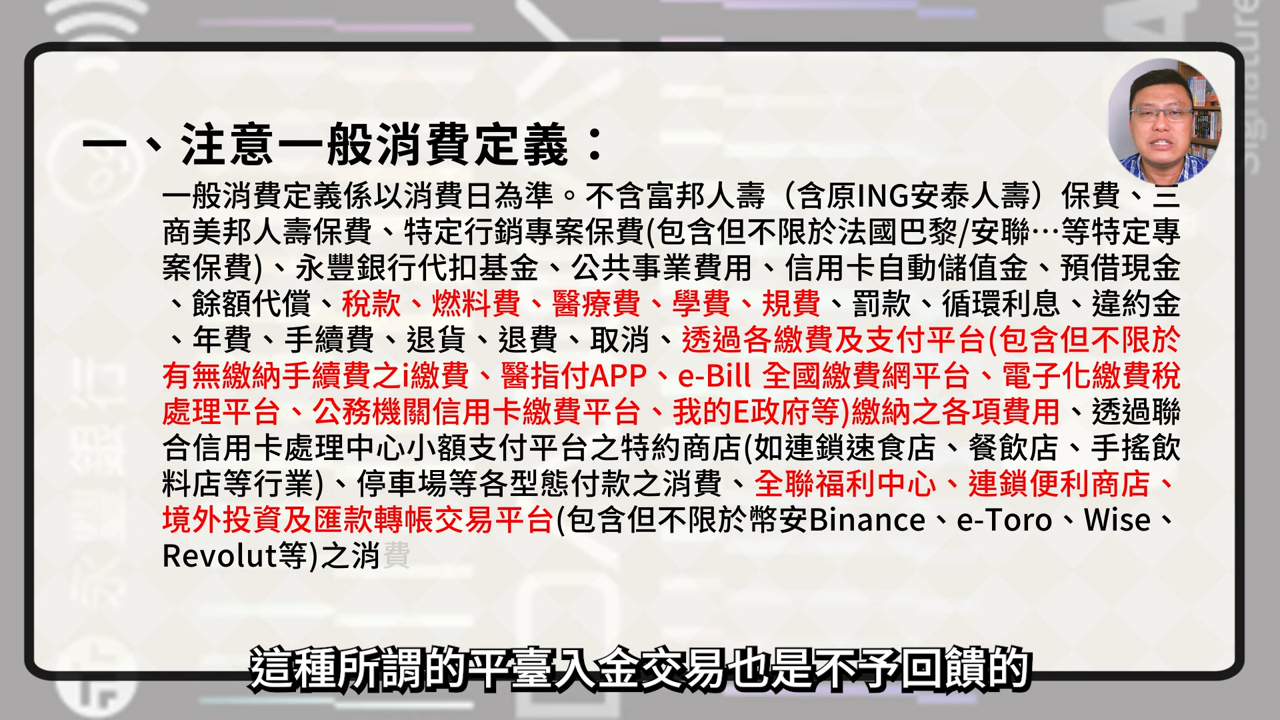 一、注意一般消費定義：
一般消費定義係以消費日為準。不含富邦人壽（含原ING安泰人壽）保費、三
商美邦人壽保費、特定行銷專案保費(包含但不限於法國巴黎/安聯…等特定專
案保費)、永豐銀行代扣基金、公共事業費用、信用卡自動儲值金、預借現金
、餘額代償、稅款、燃料費、醫療費、學費、規費、罰款、循環利息、違約金
、年費、手續費、退貨、退費、取消、透過各繳費及支付平台(包含但不限於
有無繳納手續費之i繳費、醫指付APP、e-Bill 全國繳費網平台、電子化繳費稅
處理平台、公務機關信用卡繳費平台、我的E政府等)繳納之各項費用、透過聯
合信用卡處理中心小額支付平台之特約商店(如連鎖速食店、餐飲店、手搖飲
料店等行業)、停車場等各型態付款之消費、全聯福利中心、連鎖便利商店、
境外投資及匯款轉帳交易平台(包含但不限於幣安Binance、e-Toro、Wise、
Revolut等)之消費
這種所謂的平臺入金交易也是不予回饋的
永豐銀行
Signature